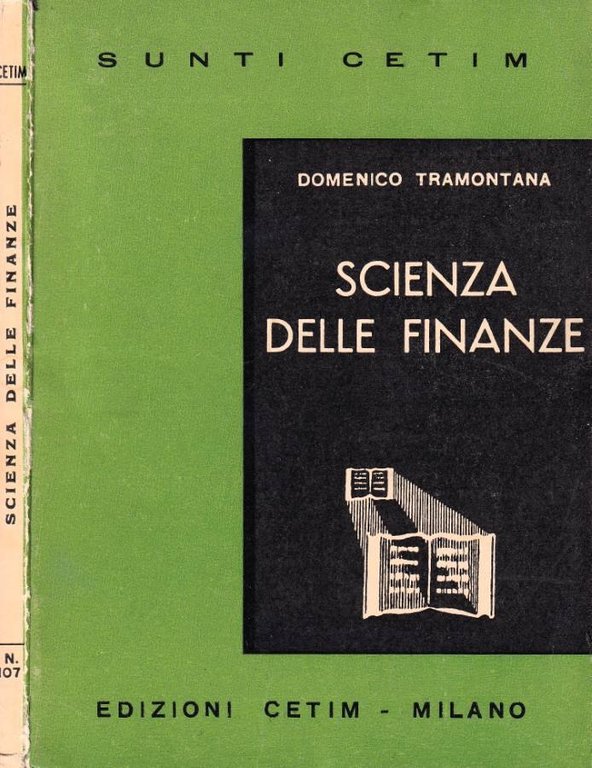 SUNTI CETIM
DOMENICO TRAMONTANA
SCIENZA
DELLE FINANZE
EDIZIONI CETIM - MILANO
CETIM
SCIENZA DELLE FINANZE
N.
107